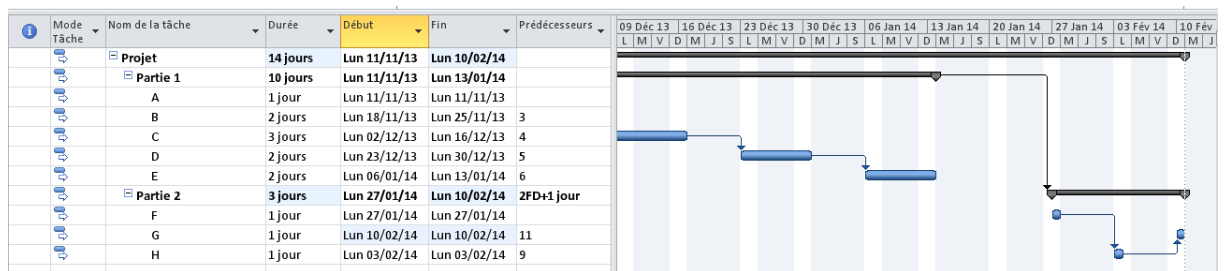 Mode Tâche Nom de la tâche Durée Début Fin Prédécesseurs
09 Déc 13 16 Déc 13 23 Déc 13 30 Déc 13 06 Jan 14 13 Jan 14 20 Jan 14 27 Jan 14 03 Fév 14 10 Fév
L M V D M J S L M V D M J S L M V D M J S L M V D M J S L M V D M J
Projet 14 jours Lun 11/11/13 Lun 10/02/14
Partie 1 10 jours Lun 11/11/13 Lun 13/01/14
A 1 jour Lun 11/11/13 Lun 11/11/13
B 2 jours Lun 18/11/13 Lun 25/11/13 3
C 3 jours Lun 02/12/13 Lun 16/12/13 4
D 2 jours Lun 23/12/13 Lun 30/12/13 5
E 2 jours Lun 06/01/14 Lun 13/01/14 6
Partie 2 3 jours Lun 27/01/14 Lun 10/02/14 2FD+1 jour
F 1 jour Lun 27/01/14 Lun 27/01/14
G 1 jour Lun 10/02/14 Lun 10/02/14 11
H 1 jour Lun 03/02/14 Lun 03/02/14 9